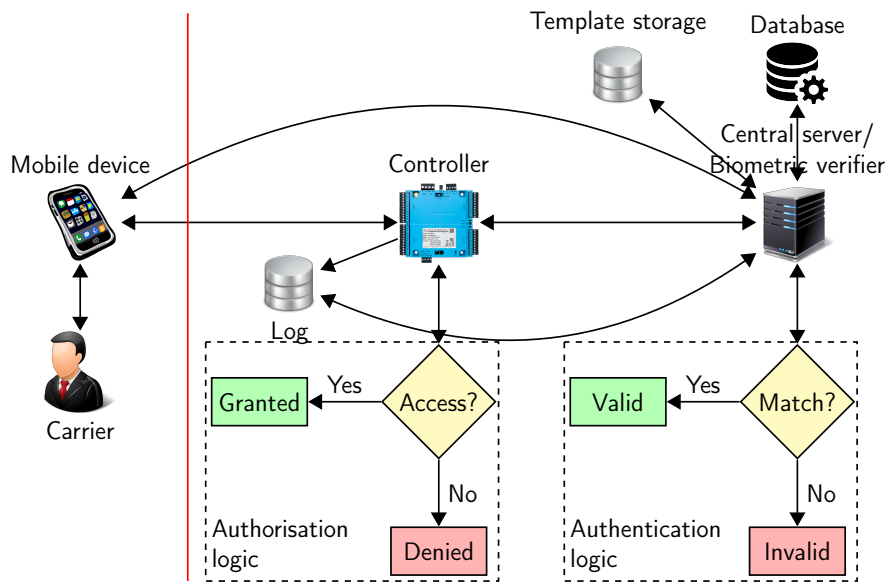 Template storage
Database
Central server/
Biometric verifier
Mobile device
Controller
Log
Carrier
Granted
Yes
Access?
No
Denied
Authorisation
logic
Valid
Yes
Match?
No
Invalid
Authentication
logic